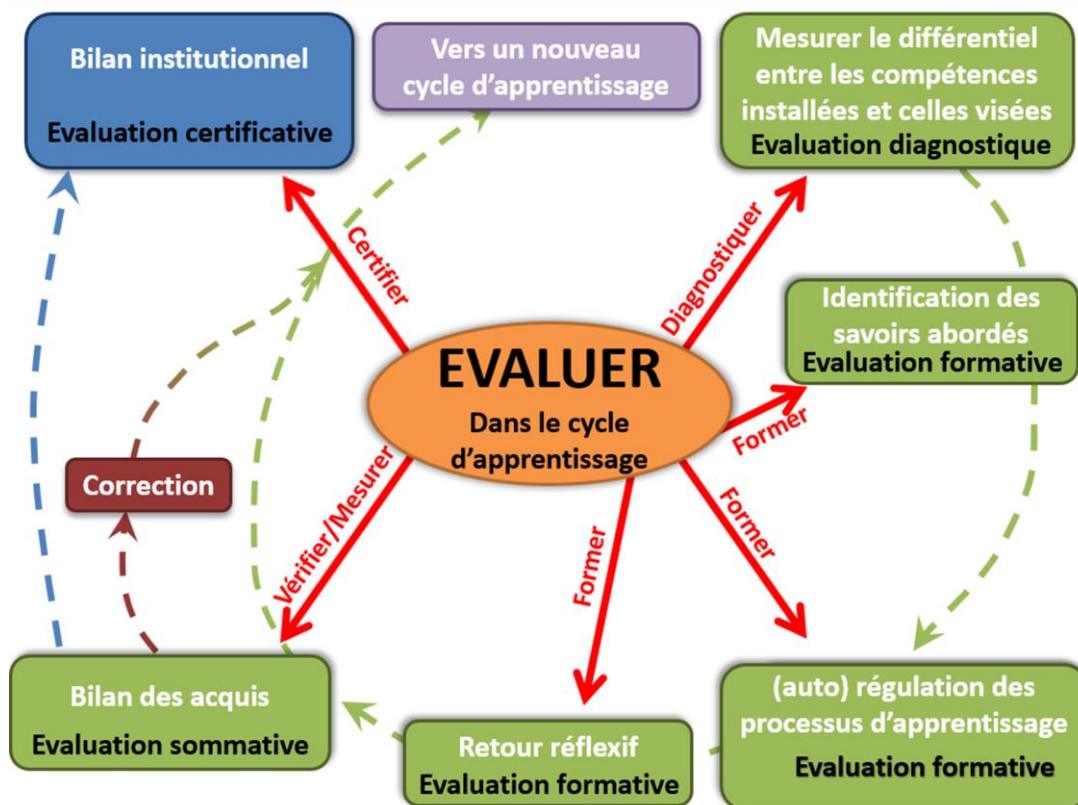 Bilan institutionnel
Evaluation certificative
Vers un nouveau
cycle d'apprentissage
Mesurer le différentiel
entre les compétences
installées et celles visées
Evaluation diagnostique
Certifier
Diagnostiquer
Identification des
savoirs abordés
Evaluation formative
EVALUER
Dans le cycle
d'apprentissage
Former
Correction
Vérifier/Mesurer
Former
Former
Bilan des acquis
Evaluation sommative
Retour réflexif
Evaluation formative
(auto) régulation des
processus d'apprentissage
Evaluation formative